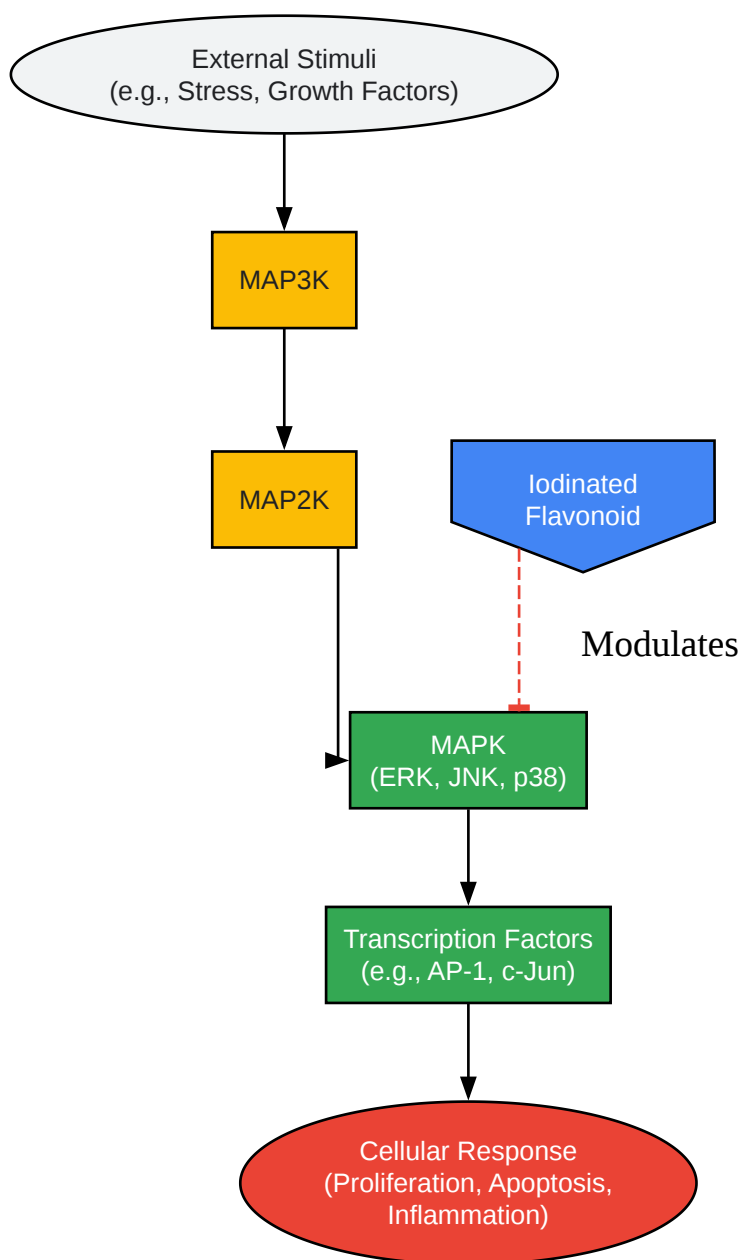 External Stimuli
(e.g., Stress, Growth Factors)
MAP3K
MAP2K
Iodinated
Flavonoid
Modulates
MAPK
(ERK, JNK, p38)
Transcription Factors
(e.g., AP-1, c-Jun)
Cellular Response
(Proliferation, Apoptosis,
Inflammation)